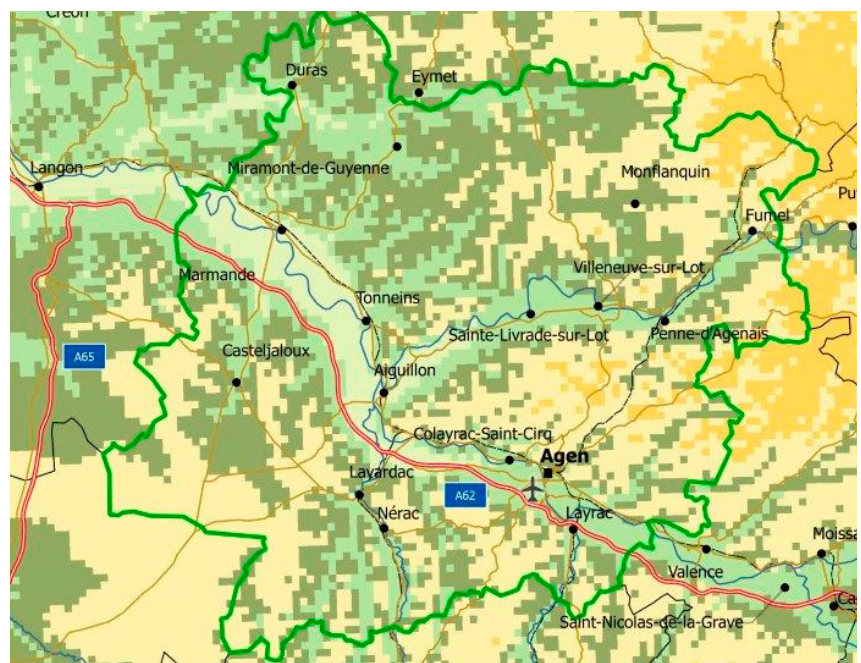 Créon
Duras
Eymet
Langon
Miramont-de-Guyenne
Monflanquin
Fumel
Marmande
Villeneuve-sur-Lot
Tonneins
Sainte-Livrade-sur-Lot
Penne-d'Agenais
Casteljaloux
A65
Aiguillon
Colayrac-Saint-Cirq
Agen
Lavardac
A62
Nérac
Layrac
Moissa
Valence
Saint-Nicolas-de-la-Grave